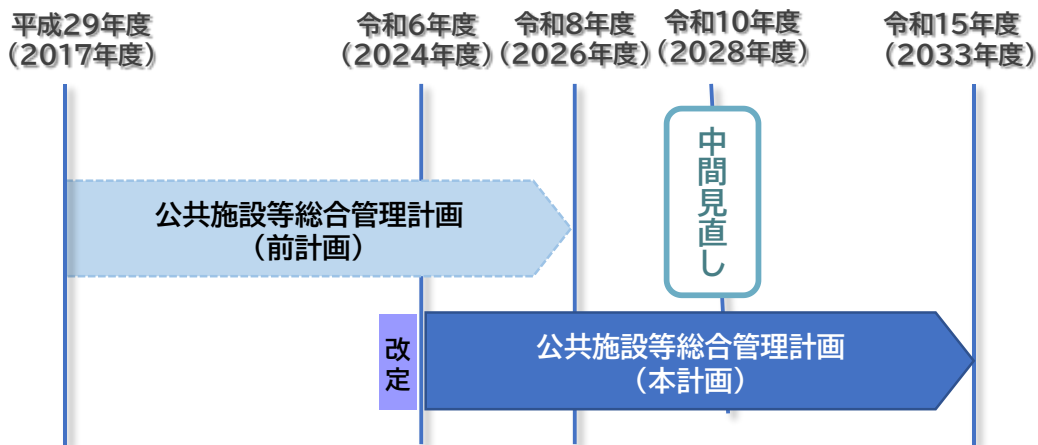 平成29年度
（2017年度）
令和6年度
（2024年度）
令和8年度
（2026年度）
令和10年度
（2028年度）
令和15年度
（2033年度）
中間見直し
公共施設等総合管理計画
（前計画）
改定
公共施設等総合管理計画
（本計画）